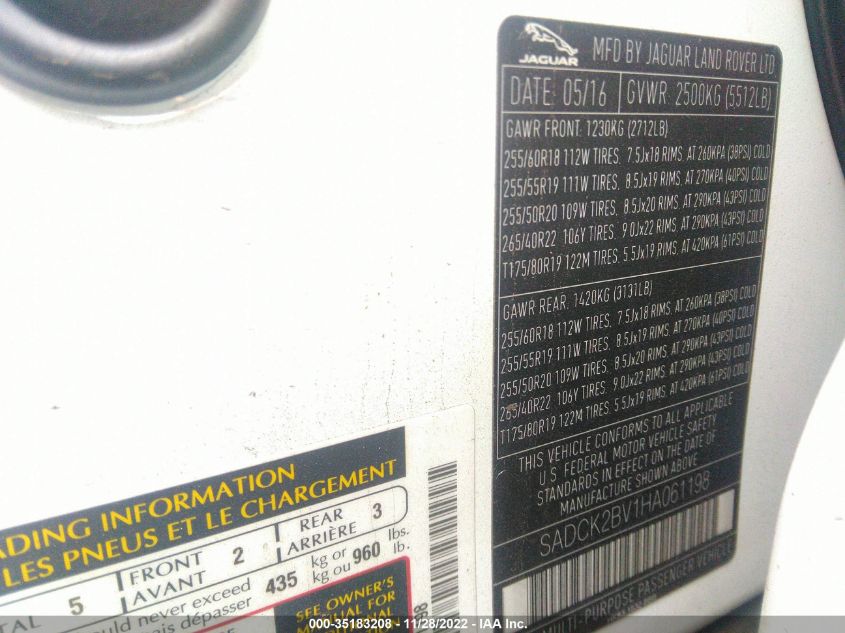 JAGUAR
MFD BY JAGUAR LAND ROVER LTD
DATE: 05/16 GVWR: 2500KG (5512LB)
GAWR FRONT: 1230KG (2712LB)
255/60R18 112W TIRES, 7.5Jx18 RIMS, AT 260KPA (38PSI) COLD
255/55R19 111W TIRES, 8.5Jx19 RIMS, AT 270KPA (40PSI) COLD
255/50R20 109W TIRES, 8.5Jx20 RIMS, AT 290KPA (43PSI) COLD
265/40R22 106Y TIRES, 9.0Jx22 RIMS, AT 290KPA (43PSI) COLD
T175/80R19 122M TIRES, 5.5Jx19 RIMS, AT 420KPA (61PSI) COLD
GAWR REAR: 1420KG (3131LB)
255/60R18 112W TIRES, 7.5Jx18 RIMS, AT 260KPA (38PSI) COLD
255/55R19 111W TIRES, 8.5Jx19 RIMS, AT 270KPA (40PSI) COLD
255/50R20 109W TIRES, 8.5Jx20 RIMS, AT 290KPA (43PSI) COLD
265/40R22 106Y TIRES, 9.0Jx22 RIMS, AT 290KPA (43PSI) COLD
T175/80R19 122M TIRES, 5.5Jx19 RIMS, AT 420KPA (61PSI) COLD
THIS VEHICLE CONFORMS TO ALL APPLICABLE
U.S. FEDERAL MOTOR VEHICLE SAFETY
STANDARDS IN EFFECT ON THE DATE OF
MANUFACTURE SHOWN ABOVE
SADCK2BV1HA061198
MULTI-PURPOSE PASSENGER VEHICLE
ADING INFORMATION
LES PNEUS ET LE CHARGEMENT
TAL 5 FRONT AVANT 2 REAR ARRIÈRE 3
ould never exceed 435 kg or 960 lbs.
ais dépasser kg ou lb.
SEE OWNER'S
MANUAL FOR
000-35183208 - 11/28/2022 - IAA Inc.